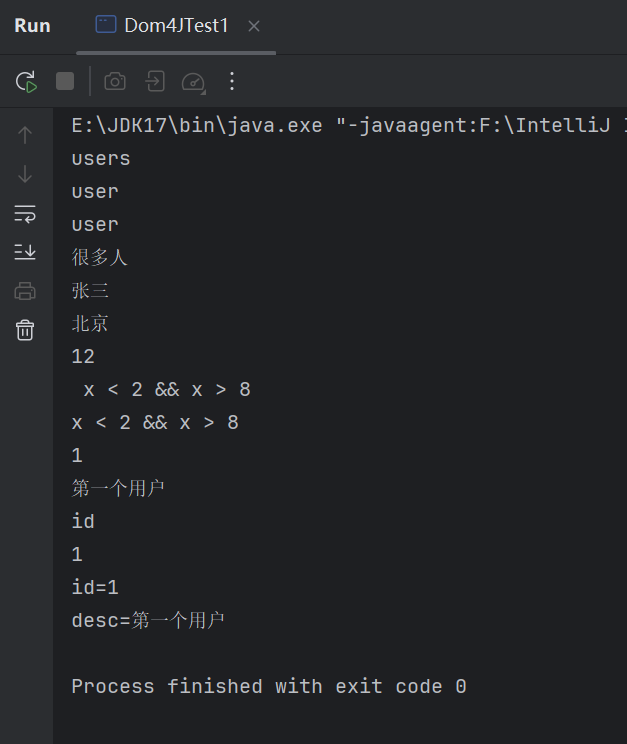 Run Dom4JTest1
E:\JDK17\bin\java.exe "-javaagent:F:\IntelliJ
users
user
user
很多人
张三
北京
12
 x < 2 && x > 8
x < 2 && x > 8
1
第一个用户
id
1
id=1
desc=第一个用户
Process finished with exit code 0